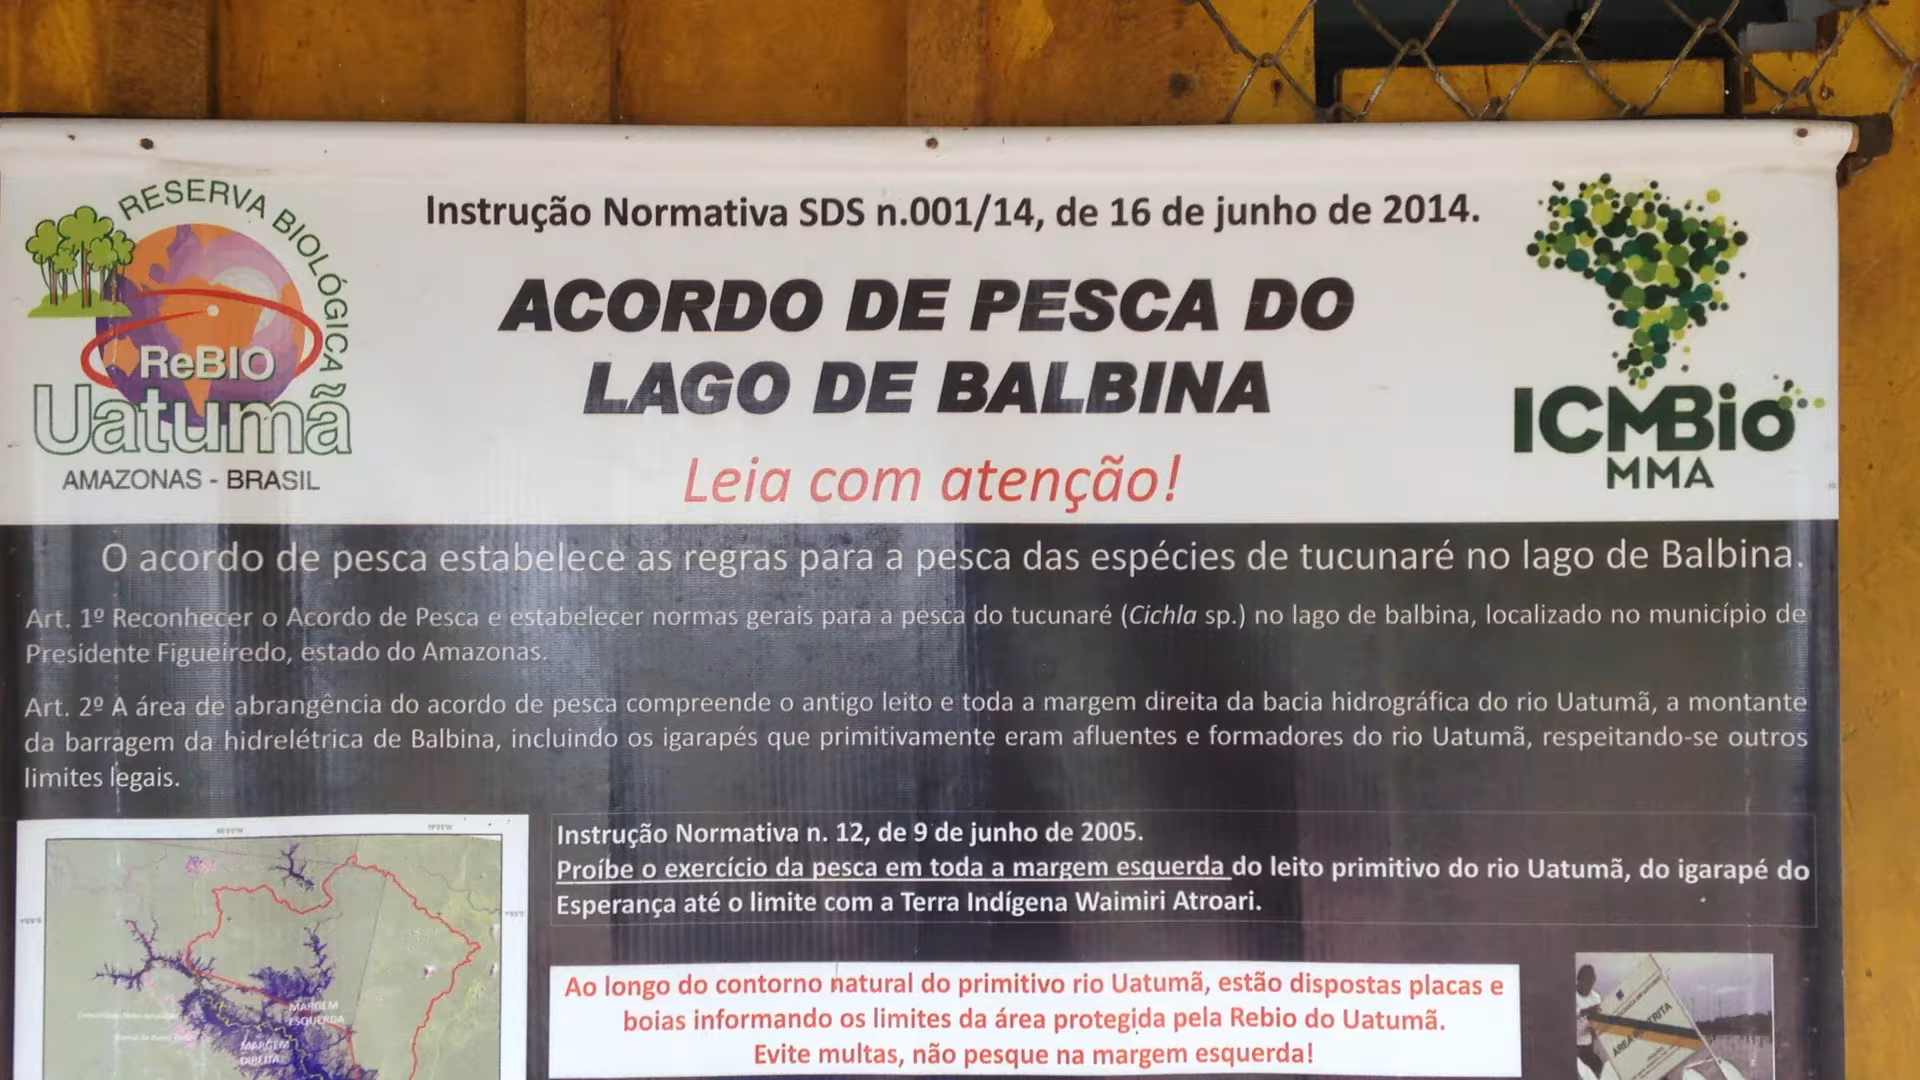 RESERVA BIOLÓGICA
ReBIO
Uatumã
AMAZONAS - BRASIL
Instrução Normativa SDS n.001/14, de 16 de junho de 2014.
ACORDO DE PESCA DO
LAGO DE BALBINA
Leia com atenção!
ICMBio
MMA
O acordo de pesca estabelece as regras para a pesca das espécies de tucunaré no lago de Balbina.
Art. 1º Reconhecer o Acordo de Pesca e estabelecer normas gerais para a pesca do tucunaré (Cichla sp.) no lago de balbina, localizado no município de
Presidente Figueiredo, estado do Amazonas.
Art. 2º A área de abrangência do acordo de pesca compreende o antigo leito e toda a margem direita da bacia hidrográfica do rio Uatumã, a montante
da barragem da hidrelétrica de Balbina, incluindo os igarapés que primitivamente eram afluentes e formadores do rio Uatumã, respeitando-se outros
limites legais.
Instrução Normativa n. 12, de 9 de junho de 2005.
Proíbe o exercício da pesca em toda a margem esquerda do leito primitivo do rio Uatumã, do igarapé do
Esperança até o limite com a Terra Indígena Waimiri Atroari.
MARGEM
ESQUERDA
MARGEM
DIREITA
Ao longo do contorno natural do primitivo rio Uatumã, estão dispostas placas e
boias informando os limites da área protegida pela Rebio do Uatumã.
Evite multas, não pesque na margem esquerda!